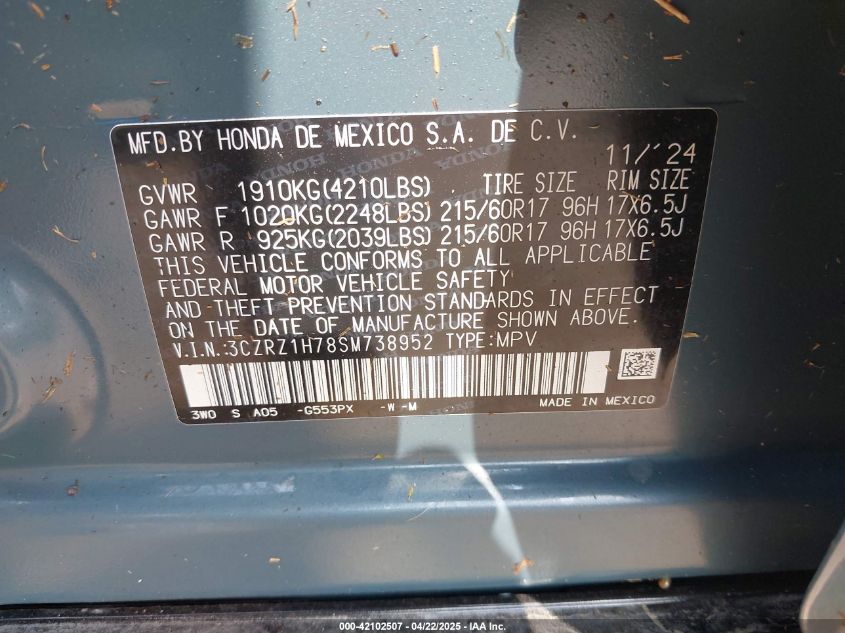 MFD.BY HONDA DE MEXICO S.A. DE C.V.
11/'24
GVWR 1910KG(4210LBS) TIRE SIZE RIM SIZE
GAWR F 1020KG(2248LBS) 215/60R17 96H 17X6.5J
GAWR R 925KG(2039LBS) 215/60R17 96H 17X6.5J
THIS VEHICLE CONFORMS TO ALL APPLICABLE
FEDERAL MOTOR VEHICLE SAFETY
AND THEFT PREVENTION STANDARDS IN EFFECT
ON THE DATE OF MANUFACTURE SHOWN ABOVE.
V.I.N.:3CZRZ1H78SM738952 TYPE:MPV
3W0 S A05 -G553PX -W -M MADE IN MEXICO
000-42102507 - 04/22/2025 - IAA Inc.